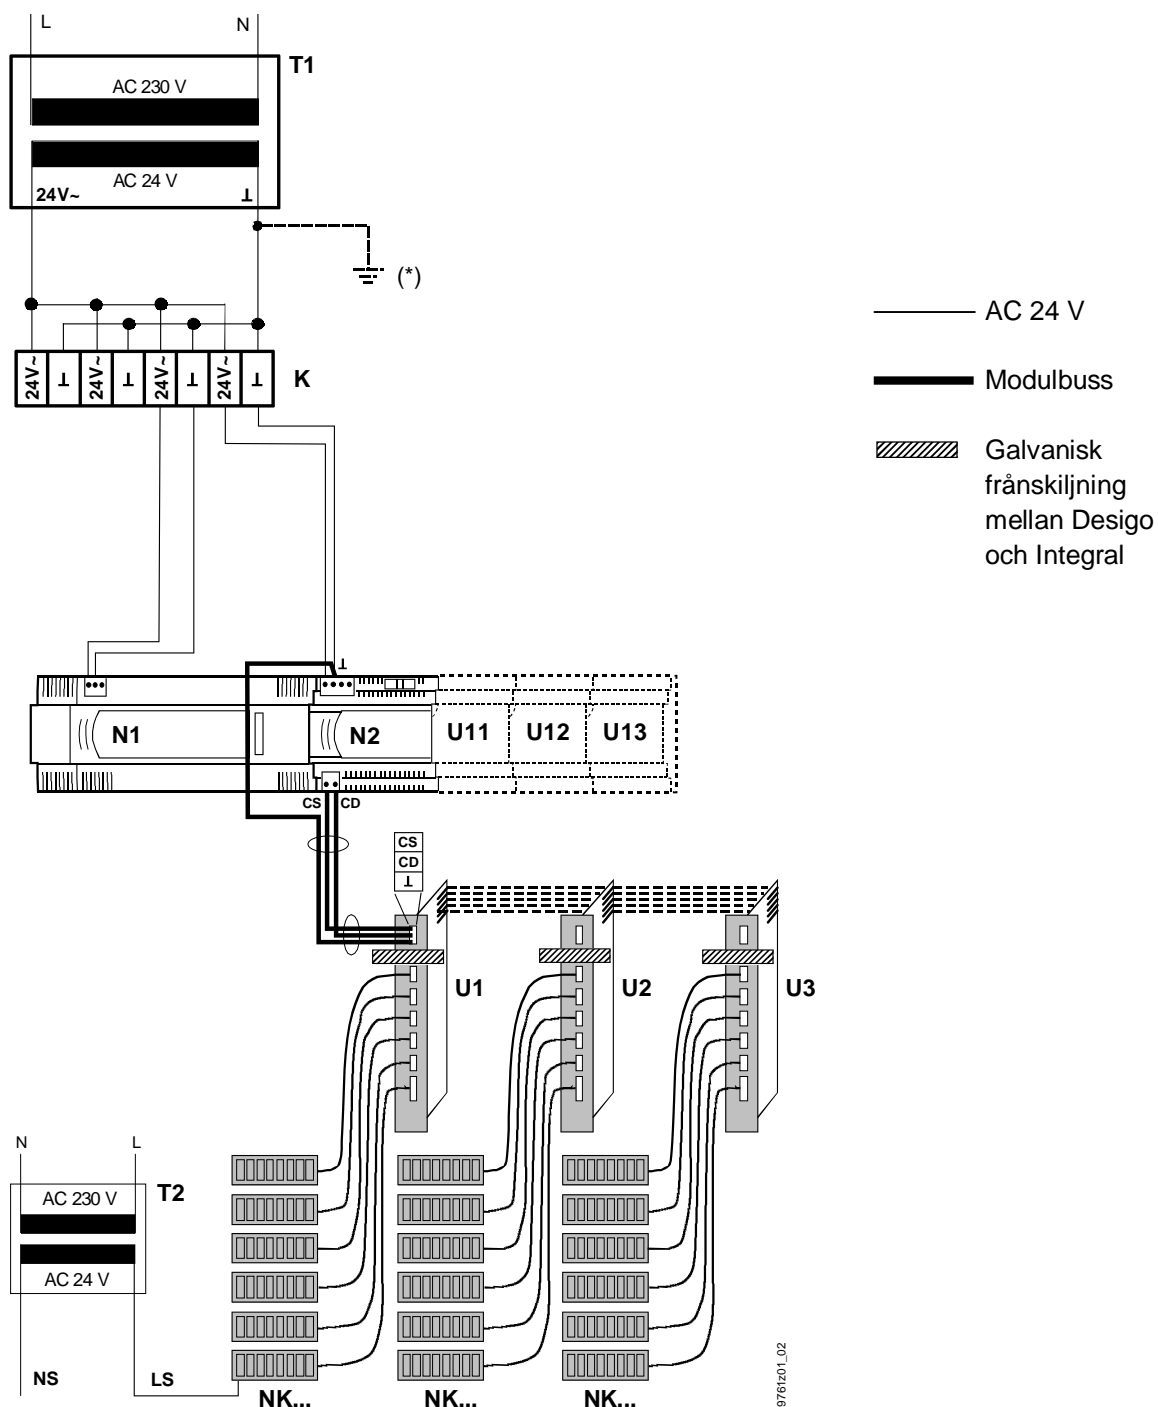 L N
T1
AC 230 V
AC 24 V
24V~ ⊥
(*)
24V~ ⊥ 24V~ ⊥ 24V~ ⊥ 24V~ ⊥
K
AC 24 V
Modulbuss
Galvanisk
frånskiljning
mellan Desigo
och Integral
⊥
N1 N2 U11 U12 U13
CS CD
CS
CD
⊥
U1 U2 U3
N L
T2
AC 230 V
AC 24 V
NS LS
NK... NK... NK...
9761z01_02